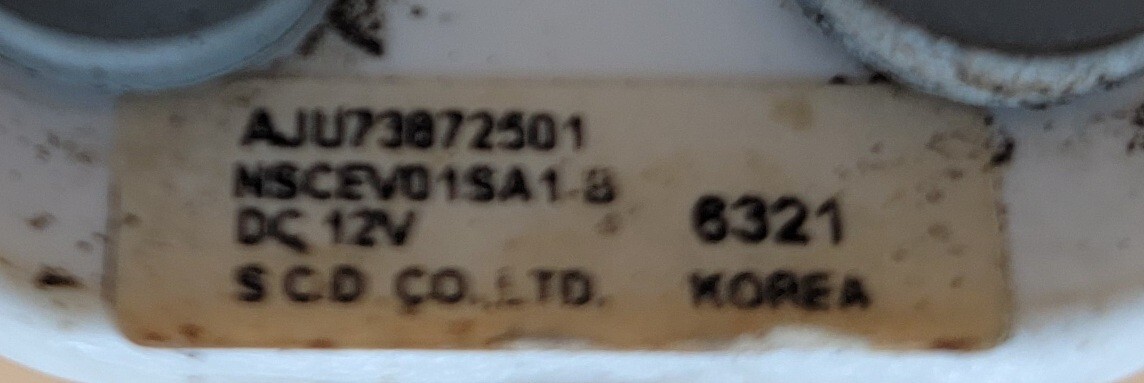 AJU73872501
NSCEV01SA1-B
DC 12V
6321
S C.D CO.,LTD.
KOREA